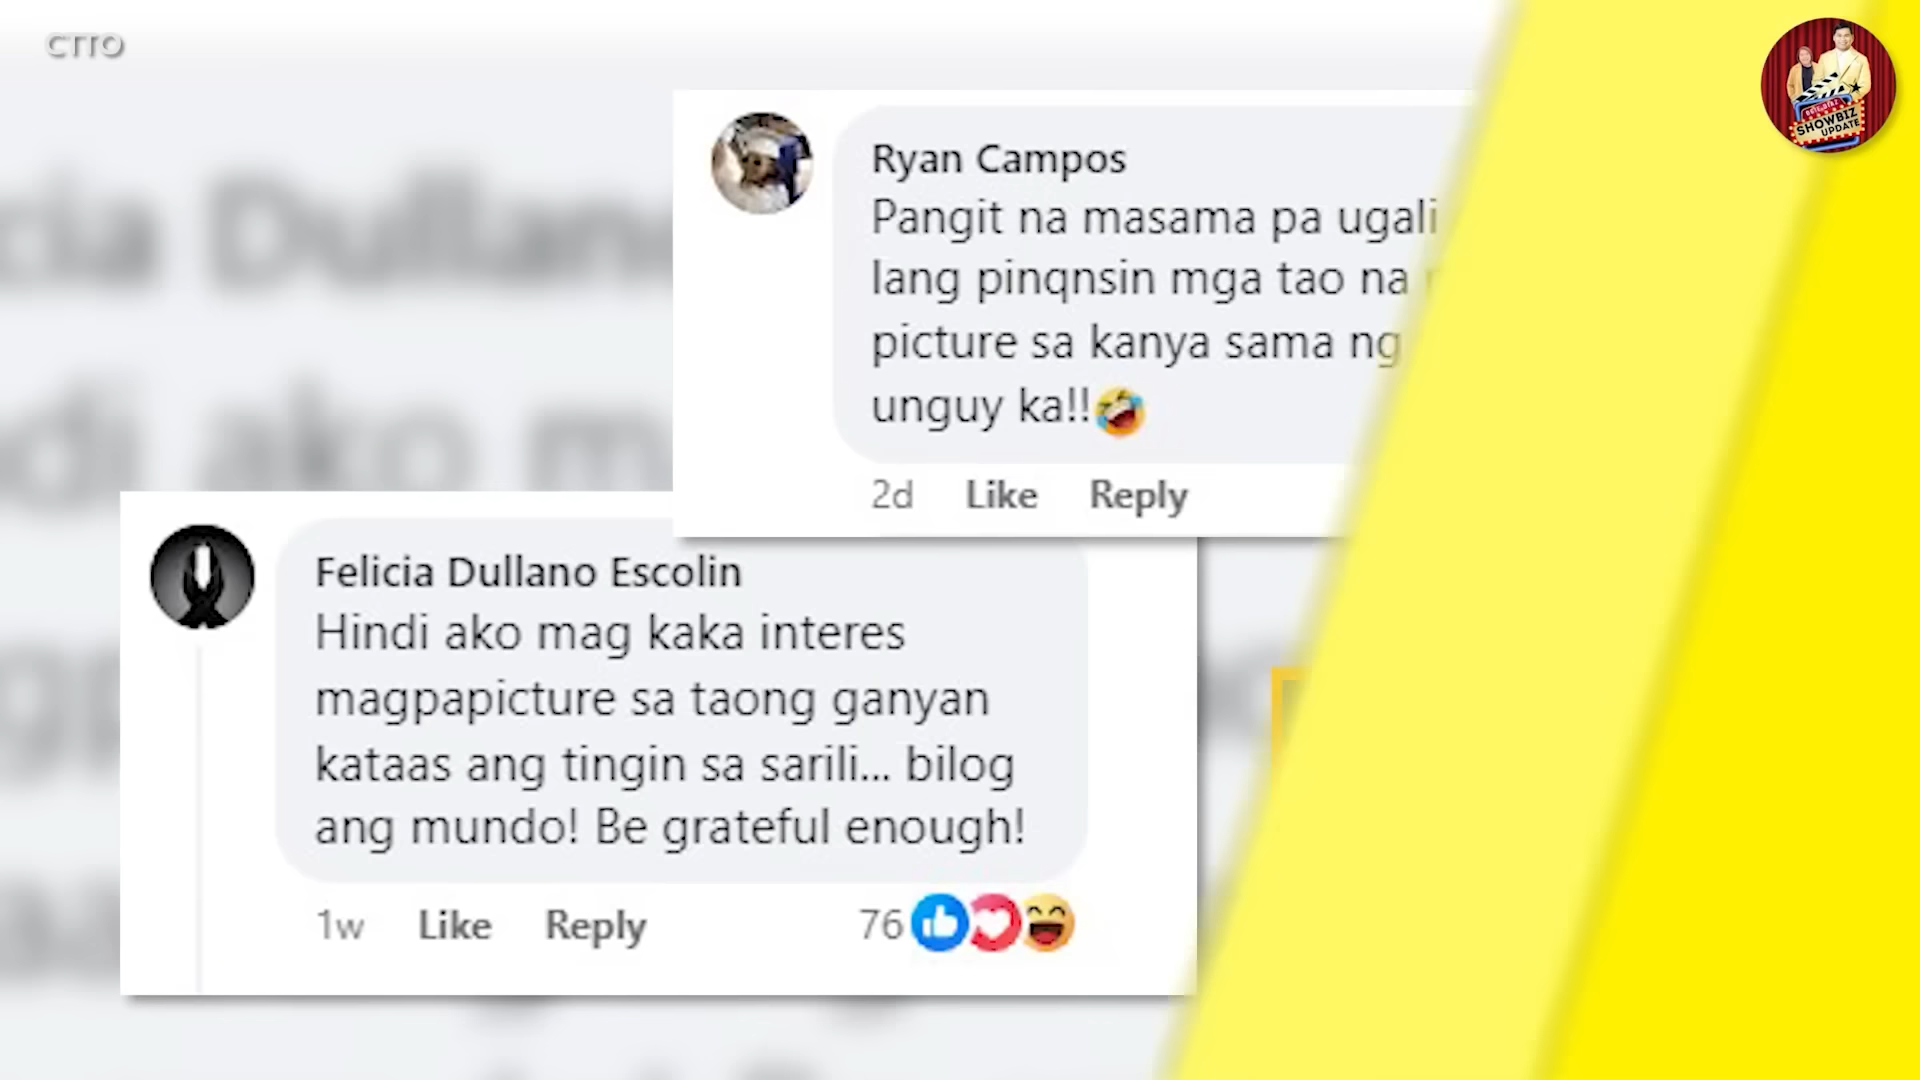 CTTO
SHOWBIZ
UPDATE
Ryan Campos
Pangit na masama pa ugali
lang pinqnsin mga tao na
picture sa kanya sama ng
unguy ka!!🤣
2d Like Reply
Felicia Dullano Escolin
Hindi ako mag kaka interes
magpapicture sa taong ganyan
kataas ang tingin sa sarili... bilog
ang mundo! Be grateful enough!
1w Like Reply 76